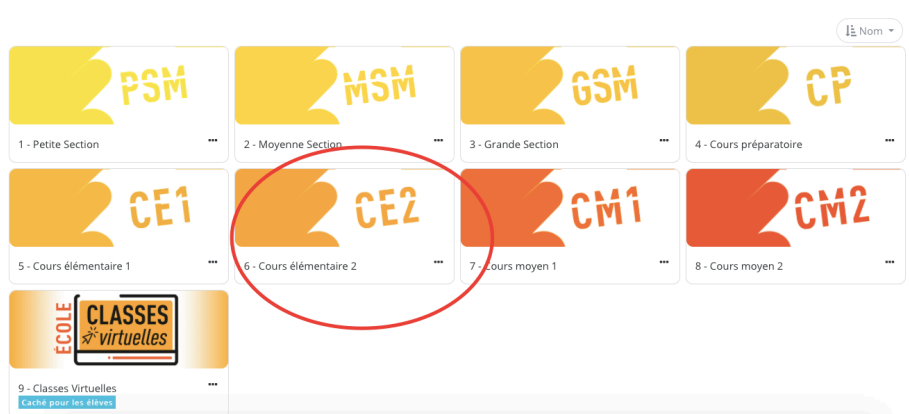 Nom
PSM
1 - Petite Section
MSM
2 - Moyenne Section
GSM
3 - Grande Section
CP
4 - Cours préparatoire
CE1
5 - Cours élémentaire 1
CE2
6 - Cours élémentaire 2
CM1
7 - Cours moyen 1
CM2
8 - Cours moyen 2
ÉCOLE
CLASSES
virtuelles
9 - Classes Virtuelles
Caché pour les élèves